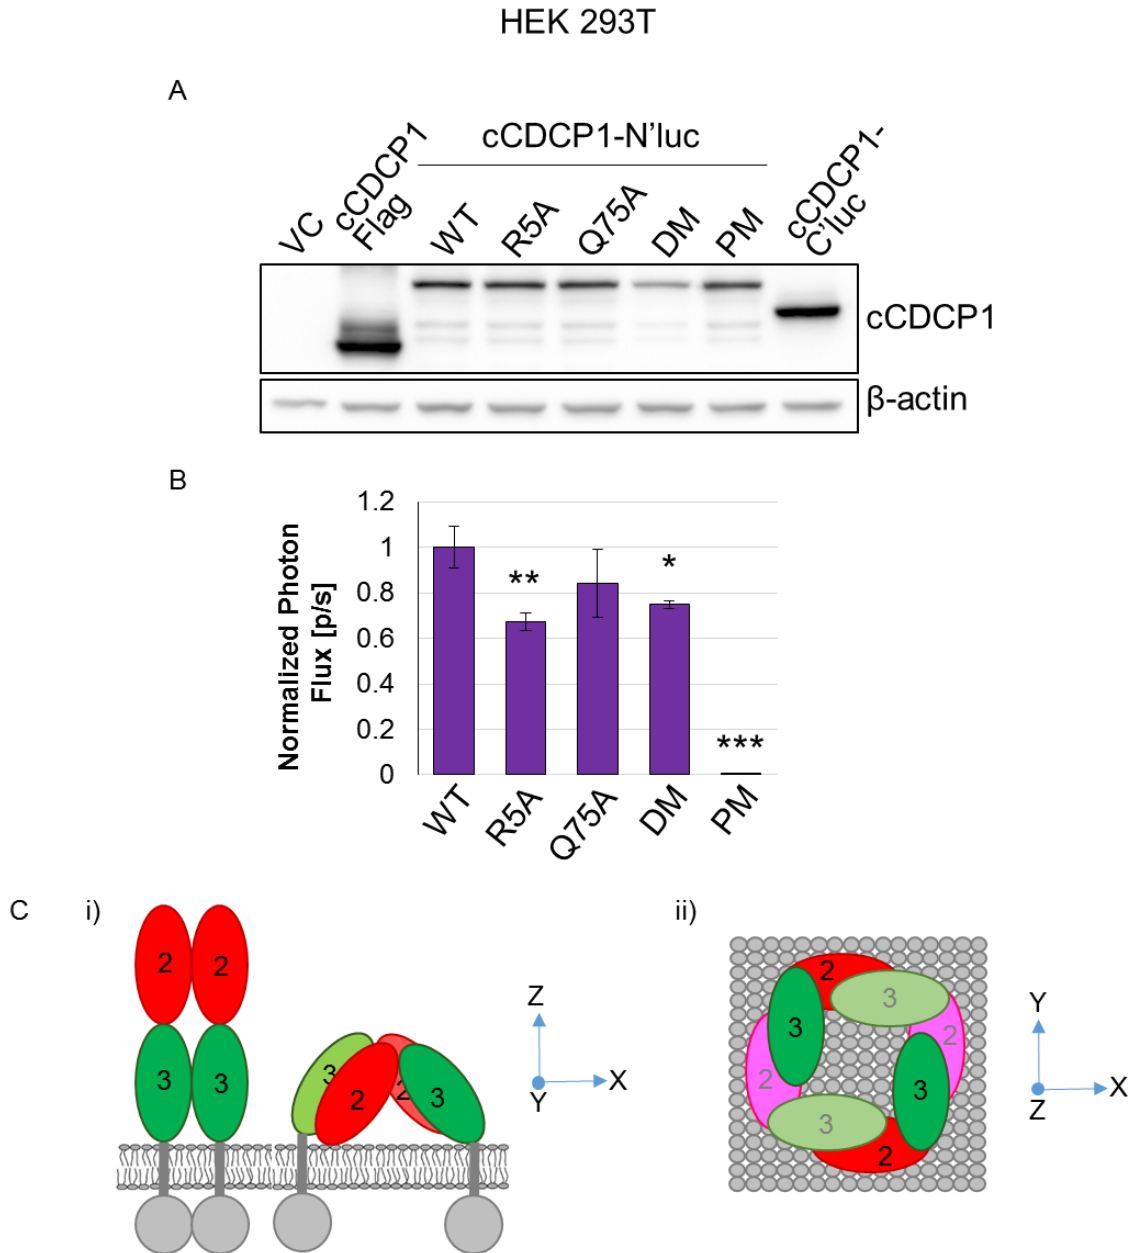 HEK 293T
A
cCDCP1-N'luc
VC
cCDCP1
Flag
WT
R5A
Q75A
DM
PM
cCDCP1-
C'luc
cCDCP1
β-actin
B
Normalized Photon
Flux [p/s]
1.2
1
0.8
0.6
0.4
0.2
0
**
*
***
WT
R5A
Q75A
DM
PM
C
i)
2 2
3 3
3 2 2 3
Z
X
Y
ii)
2
3
3
2
2
3
3
2
Y
X
Z